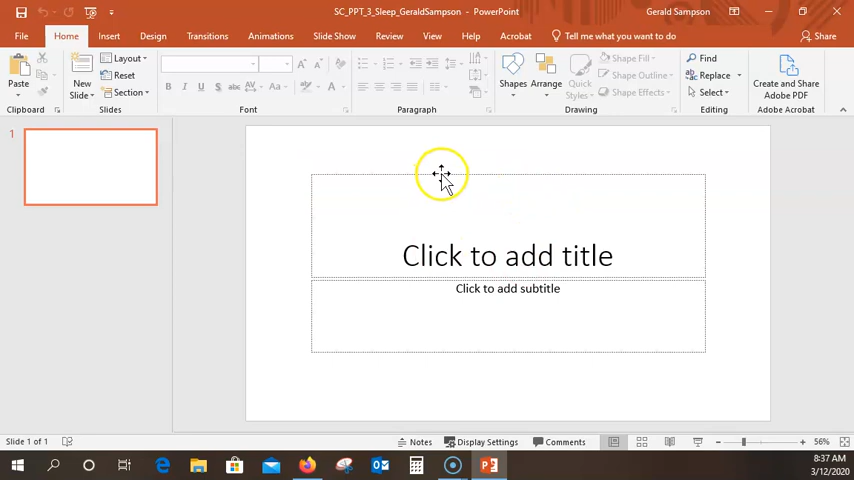 SC_PPT_3_Sleep_GeraldSampson - PowerPoint
Gerald Sampson
File
Home
Insert
Design
Transitions
Animations
Slide Show
Review
View
Help
Acrobat
Tell me what you want to do
Share
Paste
New
Slide
Layout
Reset
Section
B
I
U
S
abc
AV
Aa
A
Shapes
Arrange
Quick
Styles
Shape Fill
Shape Outline
Shape Effects
Find
Replace
Select
Create and Share
Adobe PDF
Clipboard
Slides
Font
Paragraph
Drawing
Editing
Adobe Acrobat
1
Click to add title
Click to add subtitle
Slide 1 of 1
Notes
Display Settings
Comments
56%
8:37 AM
3/12/2020